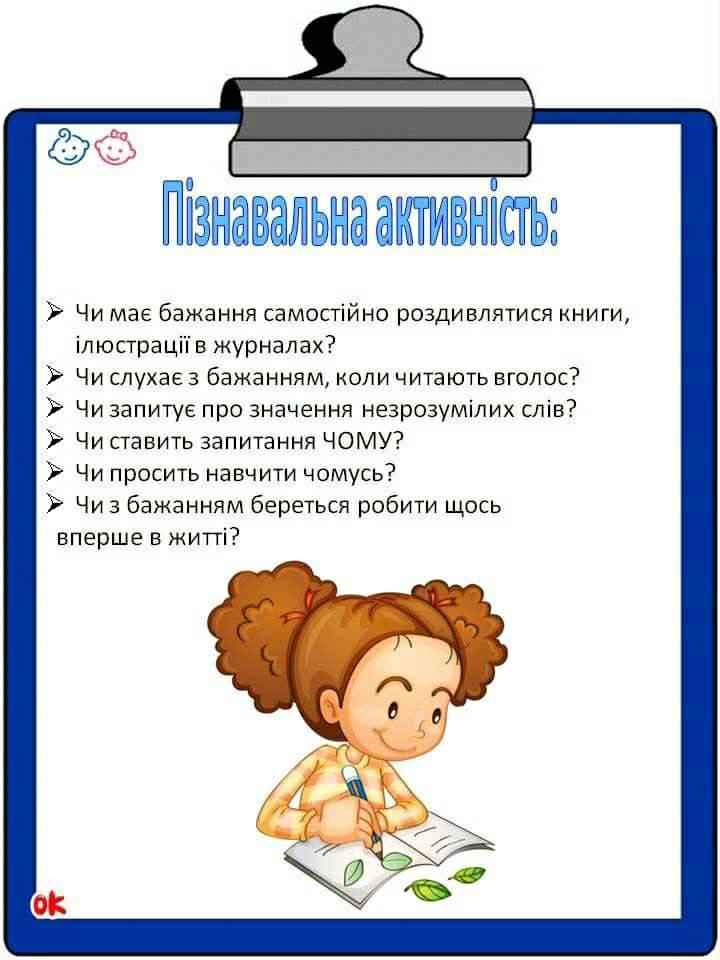 Пізнавальна активність:
➢ Чи має бажання самостійно роздивлятися книги,
ілюстрації в журналах?
➢ Чи слухає з бажанням, коли читають вголос?
➢ Чи запитує про значення незрозумілих слів?
➢ Чи ставить запитання ЧОМУ?
➢ Чи просить навчити чомусь?
➢ Чи з бажанням береться робити щось
вперше в житті?
ok